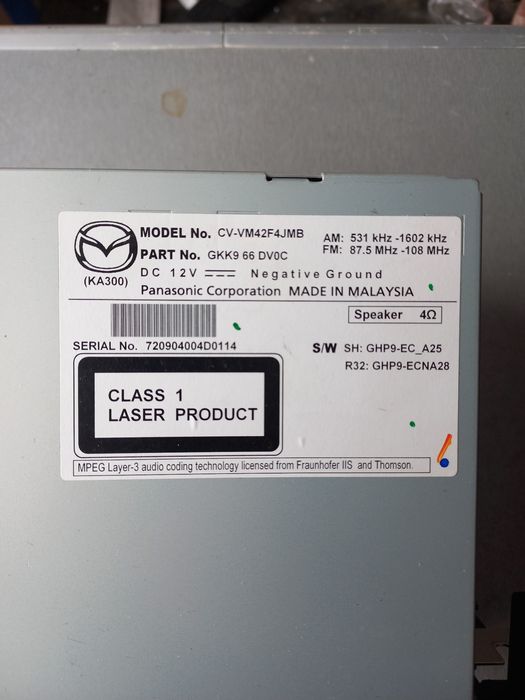 MODEL No. CV-VM42F4JMB
AM: 531 kHz -1602 kHz
FM: 87.5 MHz -108 MHz
PART No. GKK9 66 DV0C
(KA300)
DC 12V Negative Ground
Panasonic Corporation MADE IN MALAYSIA
Speaker 4Ω
SERIAL No. 720904004D0114
S/W SH: GHP9-EC_A25
R32: GHP9-ECNA28
CLASS 1
LASER PRODUCT
MPEG Layer-3 audio coding technology licensed from Fraunhofer IIS and Thomson.